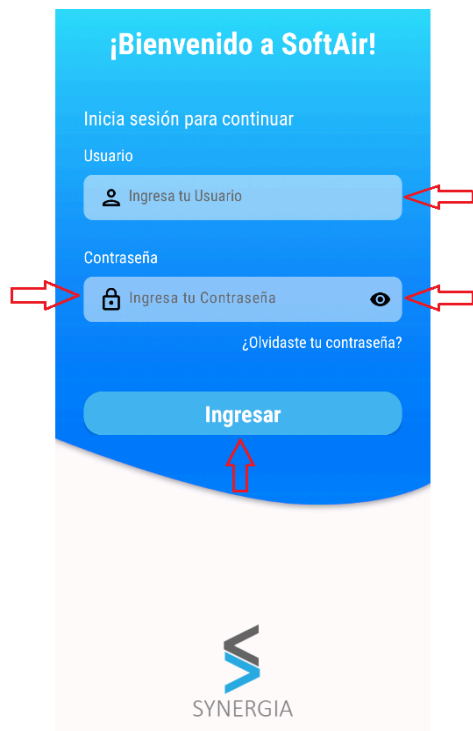 ¡Bienvenido a SoftAir!
Inicia sesión para continuar
Usuario
Ingresa tu Usuario
Contraseña
Ingresa tu Contraseña
¿Olvidaste tu contraseña?
Ingresar
SYNERGIA